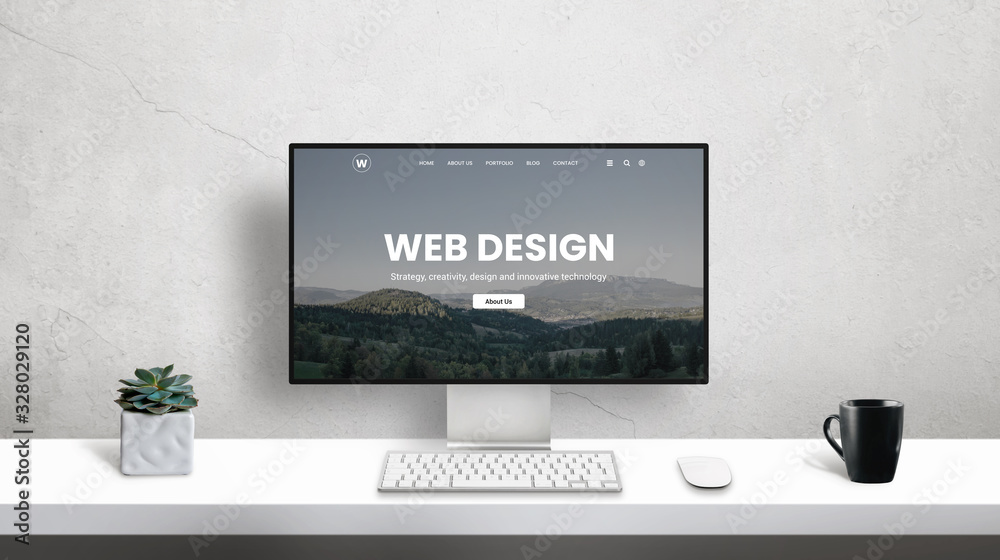 W
HOME ABOUT US PORTFOLIO BLOG CONTACT
WEB DESIGN
Strategy, creativity, design and innovative technology
About Us
Adobe Stock | #328029120